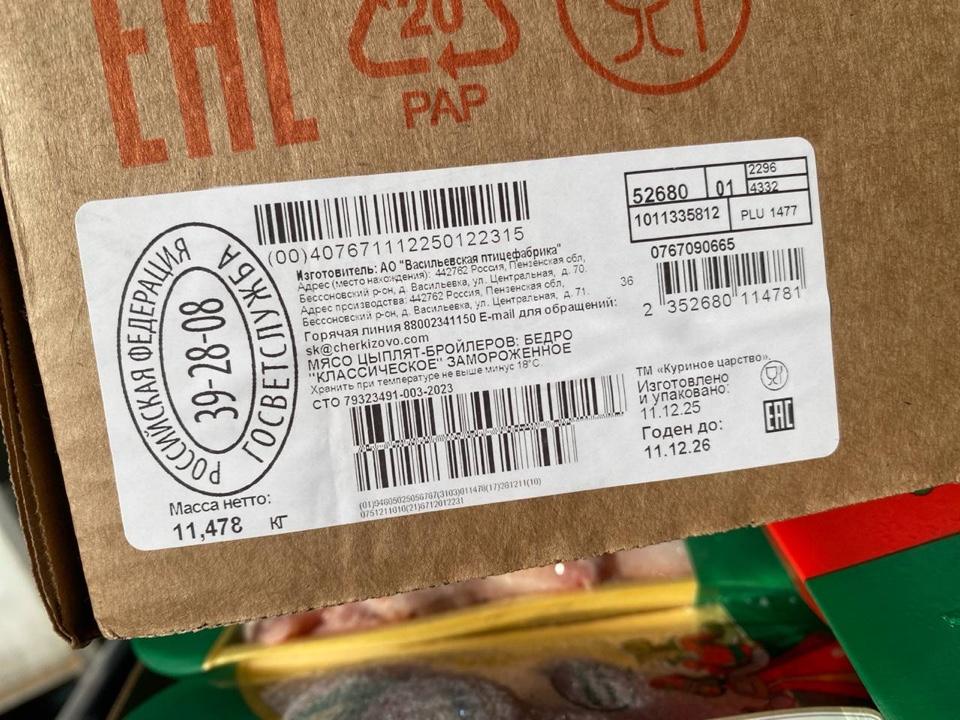 ЕАС
20
PAP
(00)407671112250122315
Изготовитель: АО "Васильевская птицефабрика"
Адрес (место нахождения): 442762 Россия, Пензенская обл,
Бессоновский р-он, д. Васильевка, ул. Центральная, д. 70.
Адрес производства: 442762 Россия, Пензенская обл,
Бессоновский р-он, д. Васильевка, ул. Центральная, д. 71.
Горячая линия 88002341150 E-mail для обращений:
sk@cherkizovo.com
МЯСО ЦЫПЛЯТ-БРОЙЛЕРОВ: БЕДРО
"КЛАССИЧЕСКОЕ" ЗАМОРОЖЕННОЕ
Хранить при температуре не выше минус 18°С.
СТО 79323491-003-2023
РОССИЙСКАЯ ФЕДЕРАЦИЯ
39-28-08
ГОСВЕТСЛУЖБА
Масса нетто:
11,478 кг
52680 01 2296
4332
1011335812 PLU 1477
0767090665
36
2 352680 114781
ТМ «Куриное царство».
Изготовлено
и упаковано:
11.12.25
Годен до:
11.12.26
ЕАС